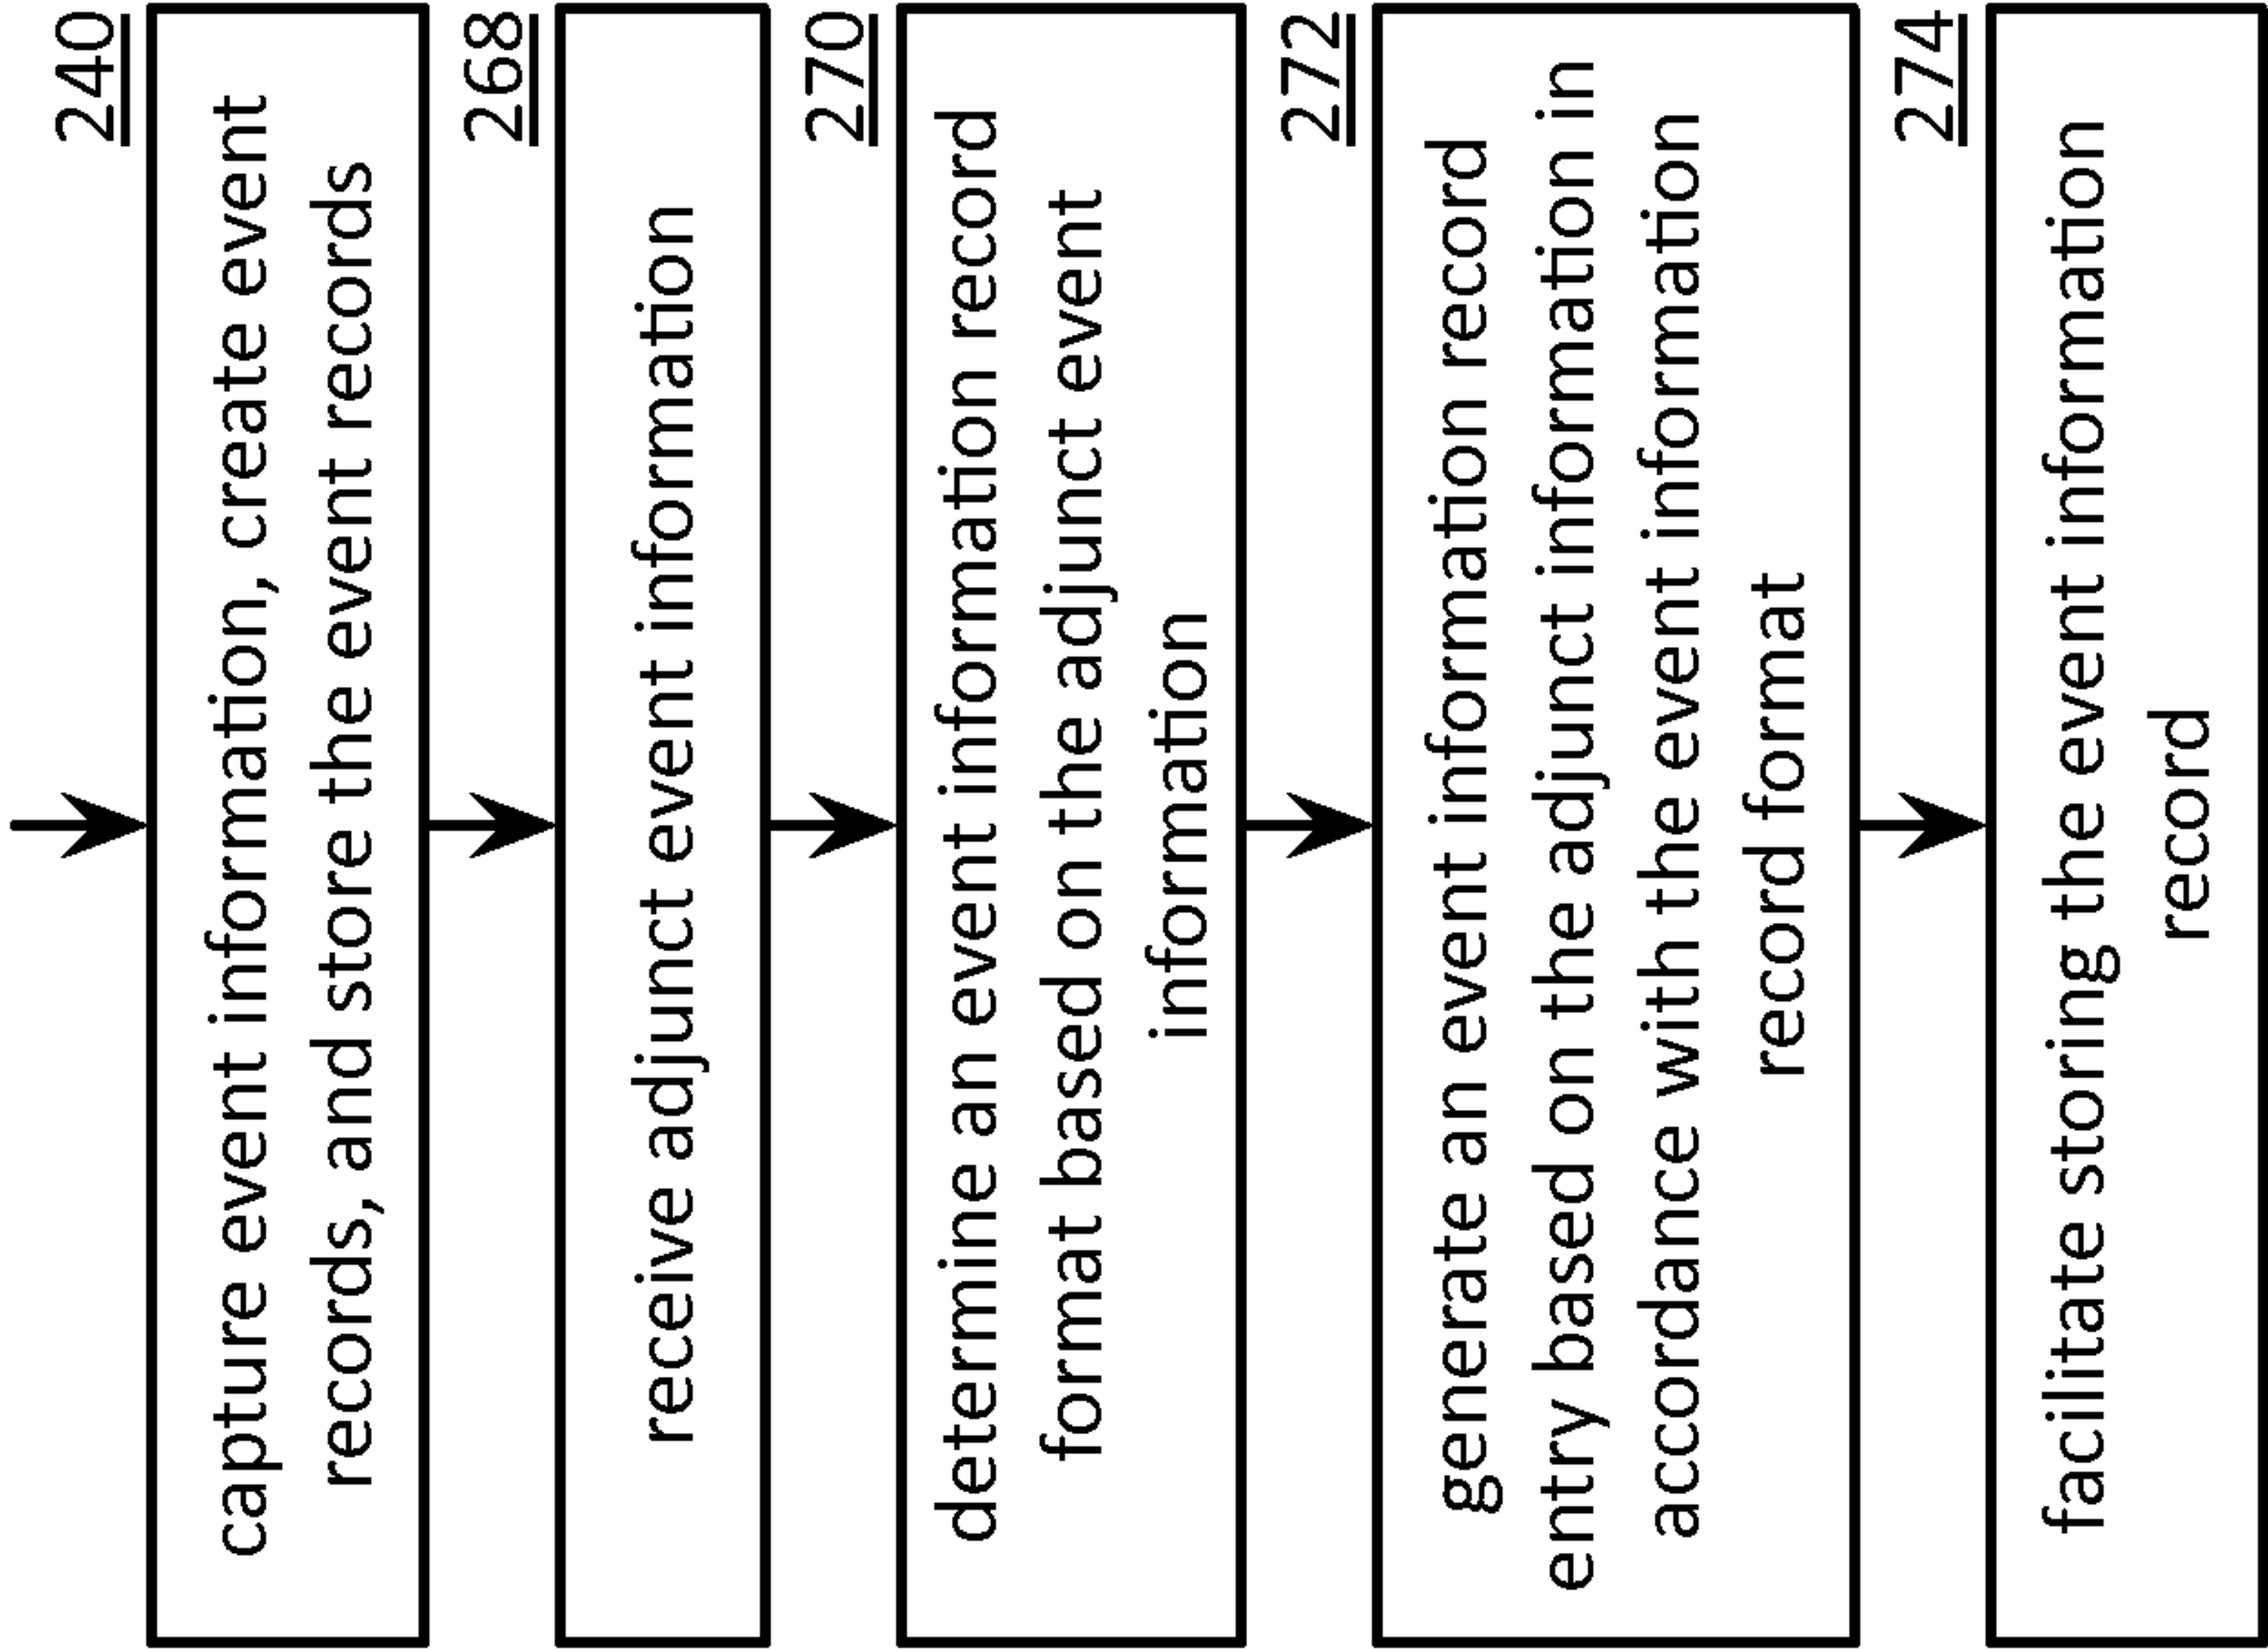 240
capture event information, create event
records, and store the event records
268
receive adjunct event information
270
determine an event information record
format based on the adjunct event
information
272
generate an event information record
entry based on the adjunct information in
accordance with the event information
record format
274
facilitate storing the event information
record